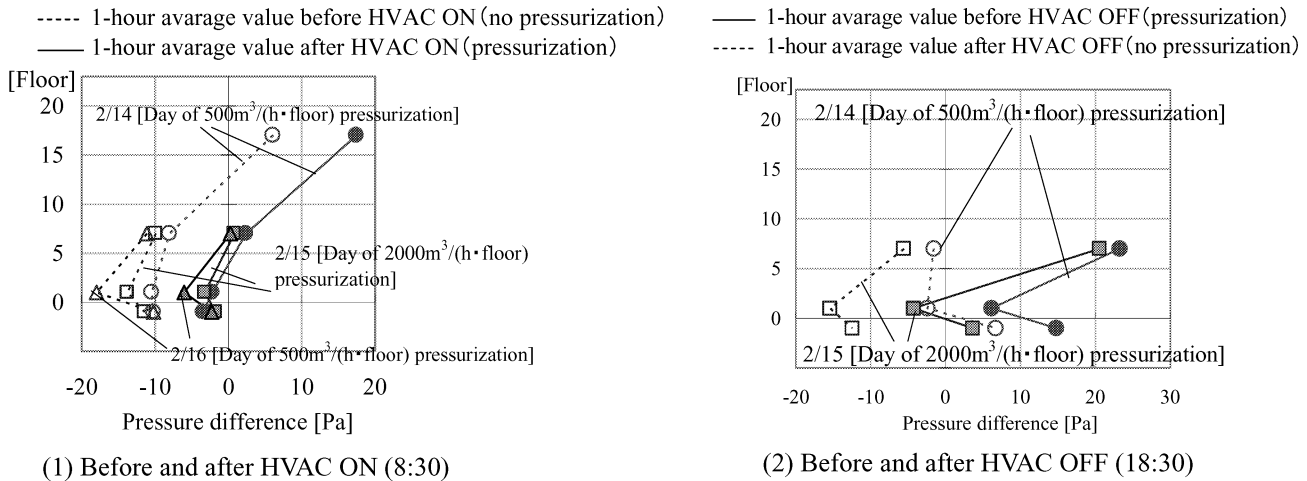 1-hour avarage value before HVAC ON(no pressurization)
1-hour avarage value after HVAC ON(pressurization)
[Floor]
20
15
10
5
0
2/14 [Day of 500m³/(h・floor) pressurization]
2/15 [Day of 2000m³/(h・floor)
pressurization]
2/16 [Day of 500m³/(h・floor) pressurization]
-20 -10 0 10 20
Pressure difference [Pa]
(1) Before and after HVAC ON (8:30)
1-hour avarage value before HVAC OFF(pressurization)
1-hour avarage value after HVAC OFF(no pressurization)
[Floor]
20
15
10
5
0
2/14 [Day of 500m³/(h・floor) pressurization]
2/15 [Day of 2000m³/(h・floor) pressurization]
-20 -10 0 10 20 30
Pressure difference [Pa]
(2) Before and after HVAC OFF (18:30)